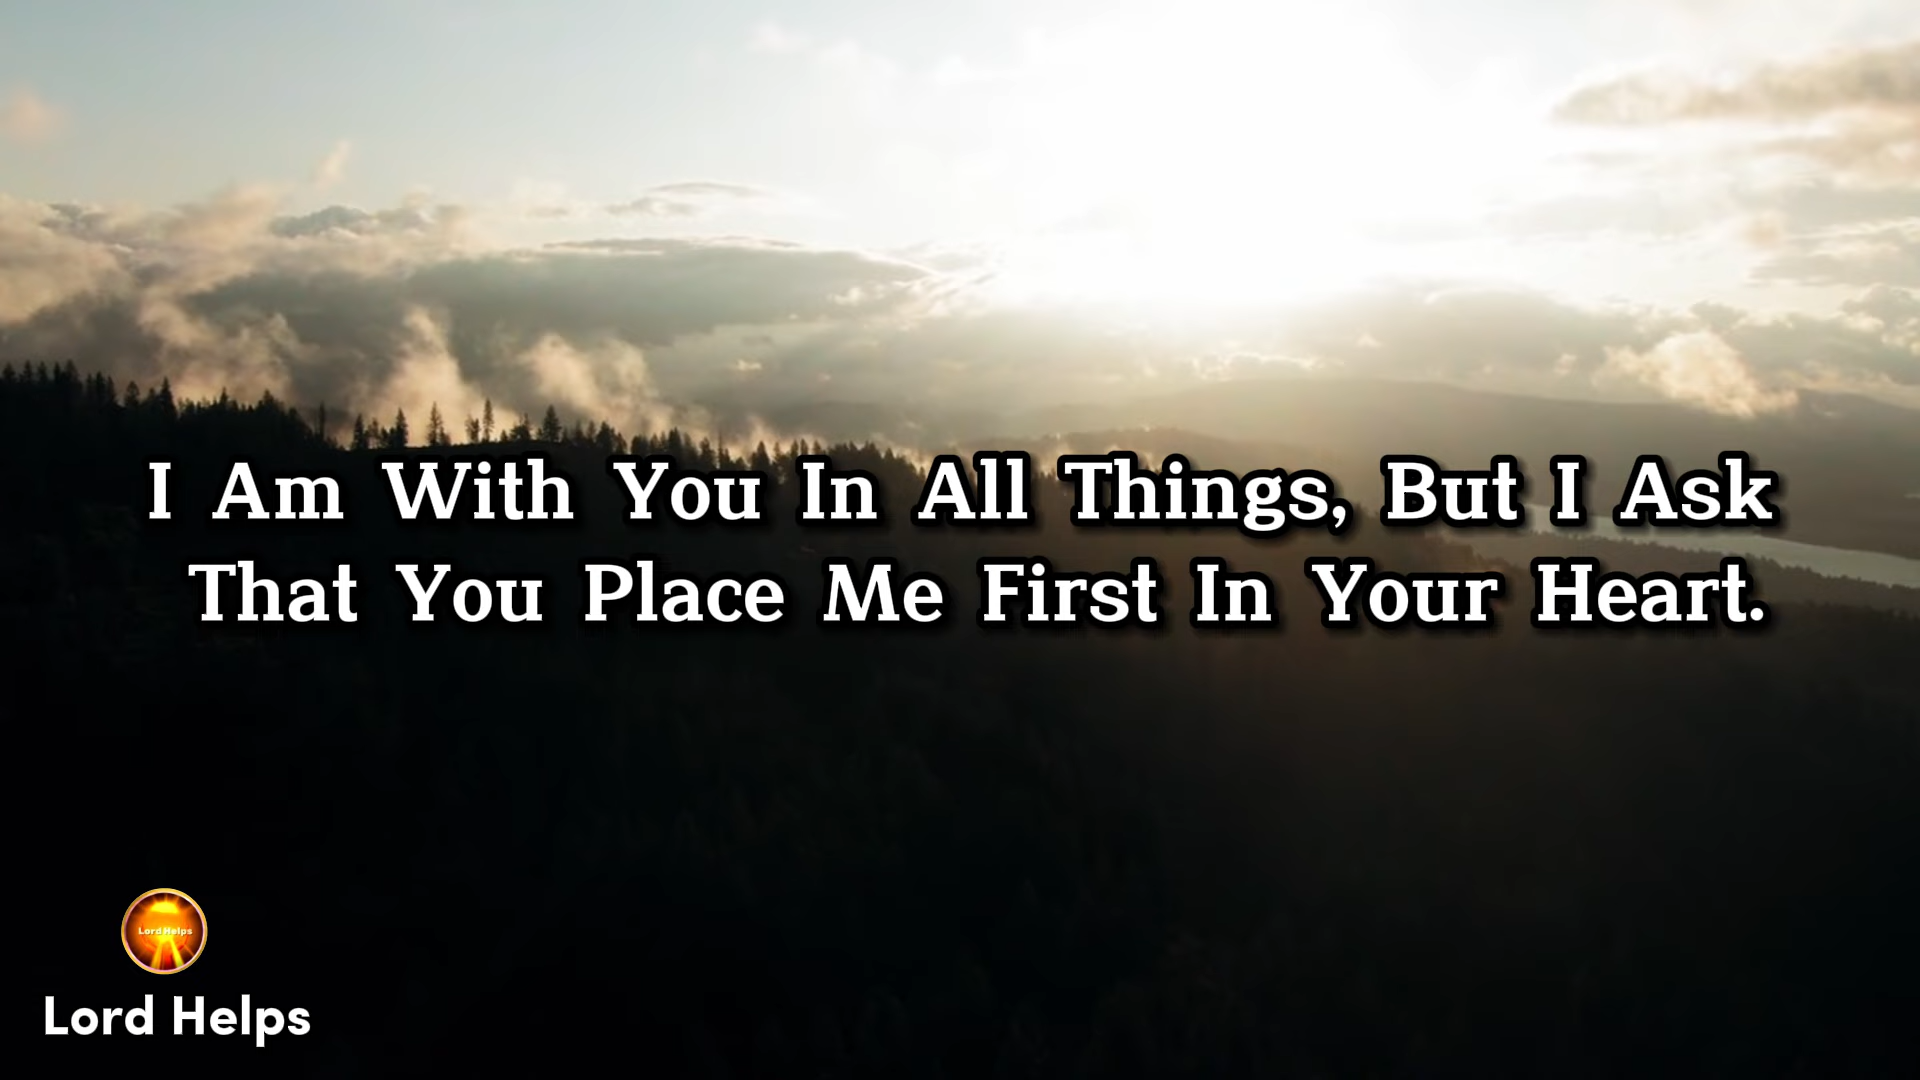 I Am With You In All Things, But I Ask
That You Place Me First In Your Heart.
Lord Helps
Lord Helps